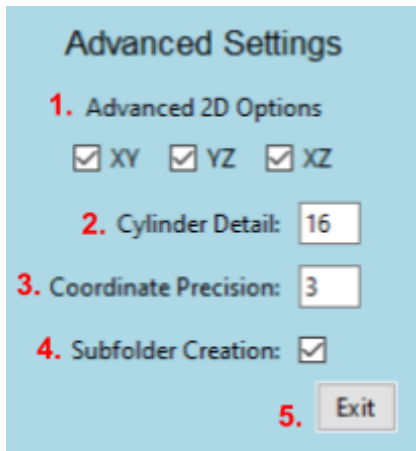 Advanced Settings
1. Advanced 2D Options
XY YZ XZ
2. Cylinder Detail: 16
3. Coordinate Precision: 3
4. Subfolder Creation:
5. Exit